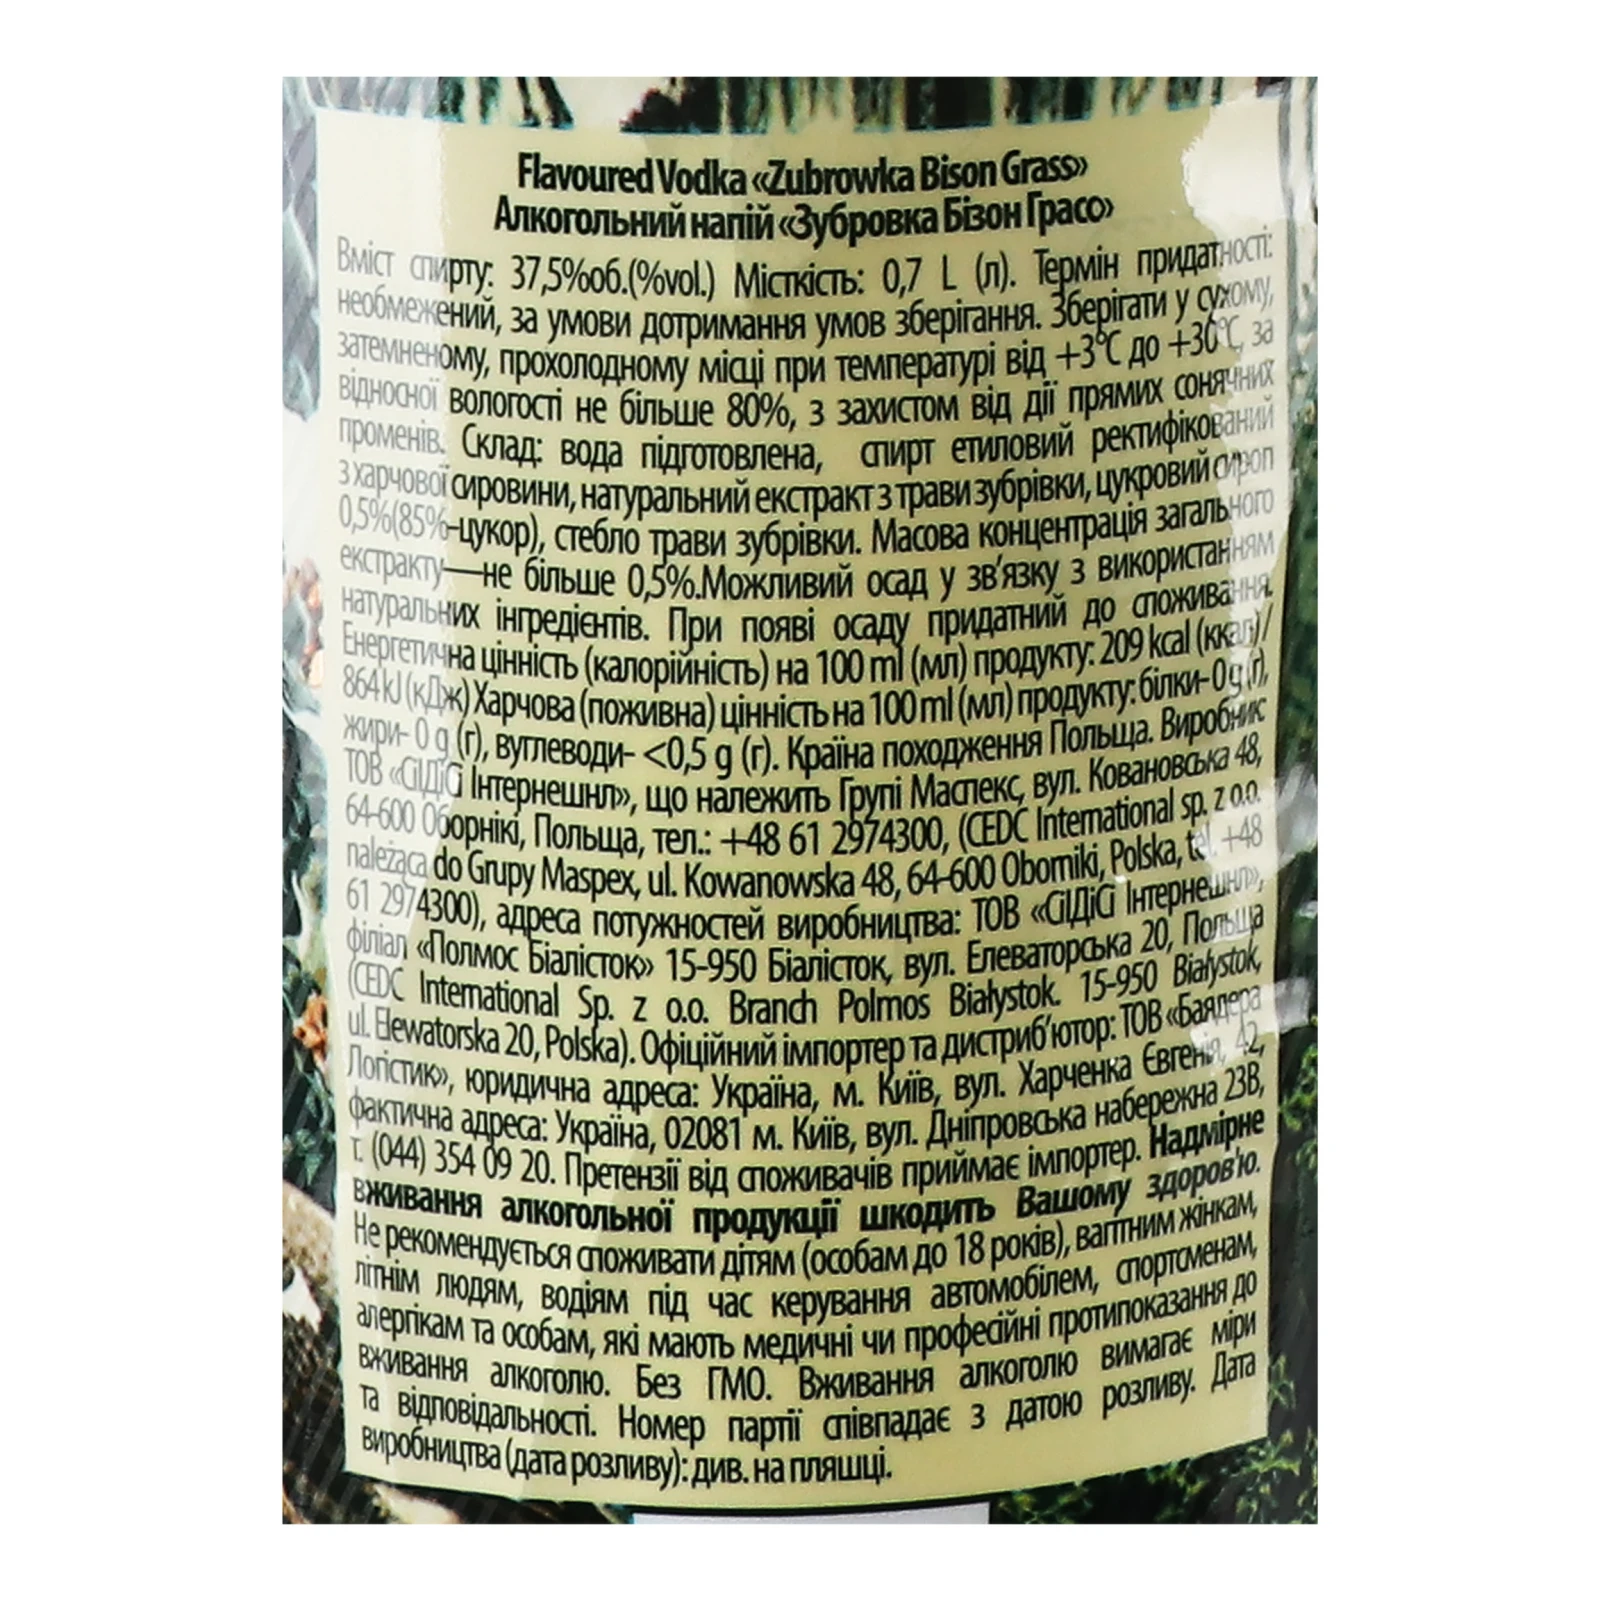 Flavoured Vodka «Zubrowka Bison Grass»
Алкогольний напій «Зубровка Бізон Ґрасс»
Вміст спирту: 37,5%об.(%vol.) Місткість: 0,7 L (л). Термін придатності:
необмежений, за умови дотримання умов зберігання. Зберігати у сухому,
затемненому, прохолодному місці при температурі від +3°С до +30°С, за
відносної вологості не більше 80%, з захистом від дії прямих сонячних
променів. Склад: вода підготовлена, спирт етиловий ректифікований
з харчової сировини, натуральний екстракт з трави зубрівки, цукровий сироп
0,5%(85%-цукор), стебло трави зубрівки. Масова концентрація загального
екстракту—не більше 0,5%.Можливий осад у зв’язку з використанням
натуральних інгредієнтів. При появі осаду придатний до споживання.
Енергетична цінність (калорійність) на 100 ml (мл) продукту: 209 kcal (ккал)/
864 kJ (кДж) Харчова (поживна) цінність на 100 ml (мл) продукту: білки- 0 g (г),
жири- 0 g (г), вуглеводи- <0,5 g (г). Країна походження Польща. Виробник
ТОВ «СіІДіСі Інтернешнл», що належить Групі Маспекс, вул. Ковановська 48,
64-600 Оборнікі, Польща, тел.: +48 61 2974300, (CEDC International sp. z o.o.
należąca do Grupy Maspex, ul. Kowanowska 48, 64-600 Oborniki, Polska, tel. +48
61 2974300), адреса потужностей виробництва: ТОВ «СіІДіСі Інтернешнл»,
філіал «Полмос Білісток» 15-950 Білісток, вул. Елеваторська 20, Польща
(CEDC International Sp. z o.o. Branch Polmos Białystok. 15-950 Białystok,
ul. Elewatorska 20, Polska). Офіційний імпортер та дистриб’ютор: ТОВ «Баядера
Логістик», юридична адреса: Україна, м. Київ, вул. Харченка Євгенія, 42,
фактична адреса: Україна, 02081 м. Київ, вул. Дніпровська набережна 23В,
т. (044) 354 09 20. Претензії від споживачів приймає імпортер. Надмірне
вживання алкогольної продукції шкодить Вашому здоров'ю.
Не рекомендується споживати дітям (особам до 18 років), вагітним жінкам,
літнім людям, водіям під час керування автомобілем, спортсменам,
алергікам та особам, які мають медичні чи професійні протипоказання до
вживання алкоголю. Без ГМО. Вживання алкоголю вимагає міри
та відповідальності. Номер партії співпадає з датою розливу. Дата
виробництва (дата розливу): див. на пляшці.